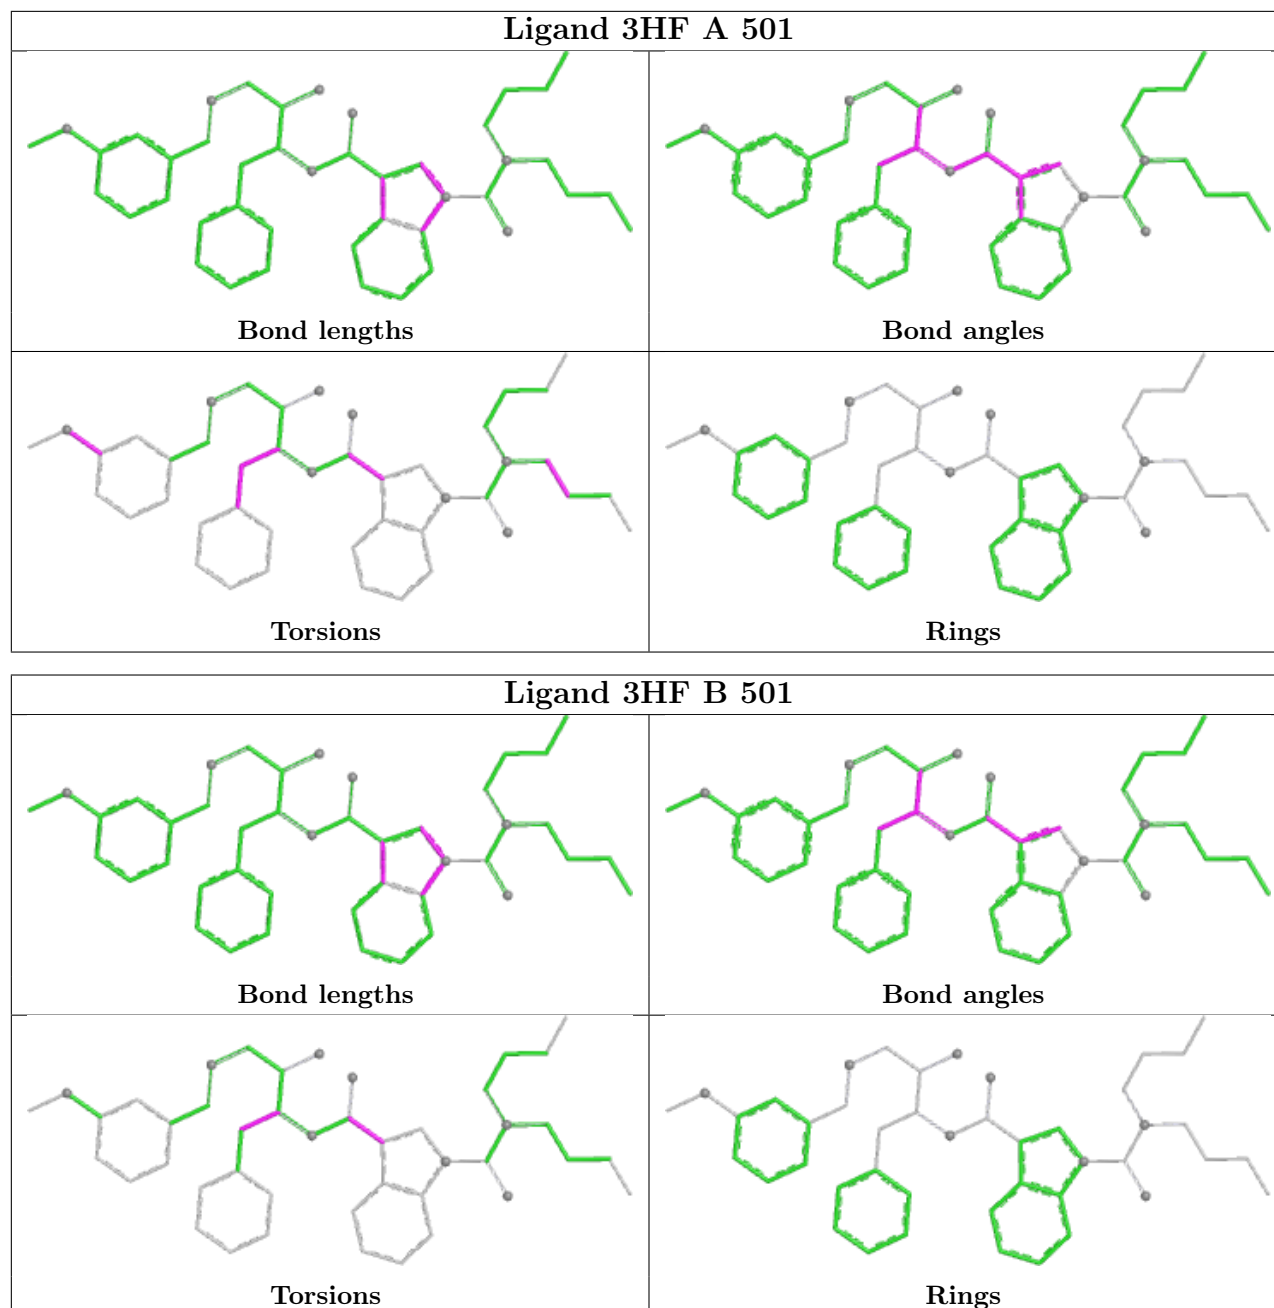 Ligand 3HF A 501
Bond lengths
Bond angles
Torsions
Rings
Ligand 3HF B 501
Bond lengths
Bond angles
Torsions
Rings